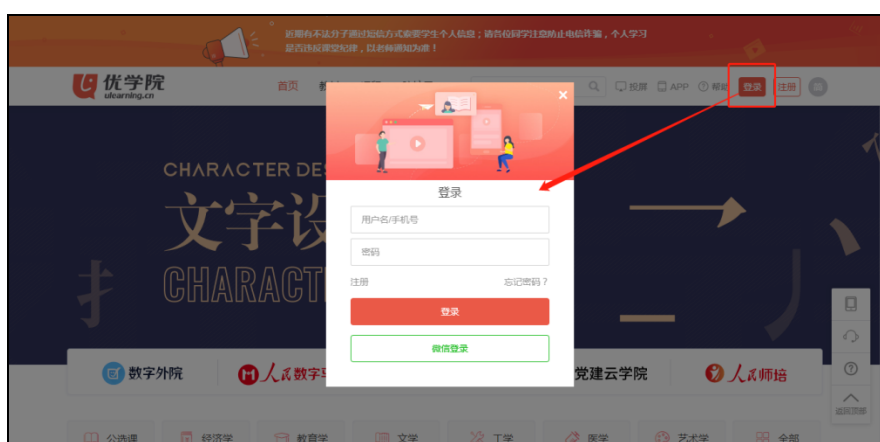 近期有不法分子通过短信方式索要学生个人信息；请各位同学注意防止电信诈骗，个人学习
是否违反课堂纪律，以老师通知为准！
优学院
ulearning.cn
首页
投屏
APP
帮助
登录
注册
CHARACTER DE
文字设
CHARACT
登录
用户名/手机号
密码
注册
忘记密码？
登录
微信登录
数字外院
人民数字
党建云学院
人民师培
返回顶部
公选课
经济学
教育学
文学
工学
医学
艺术学
全部